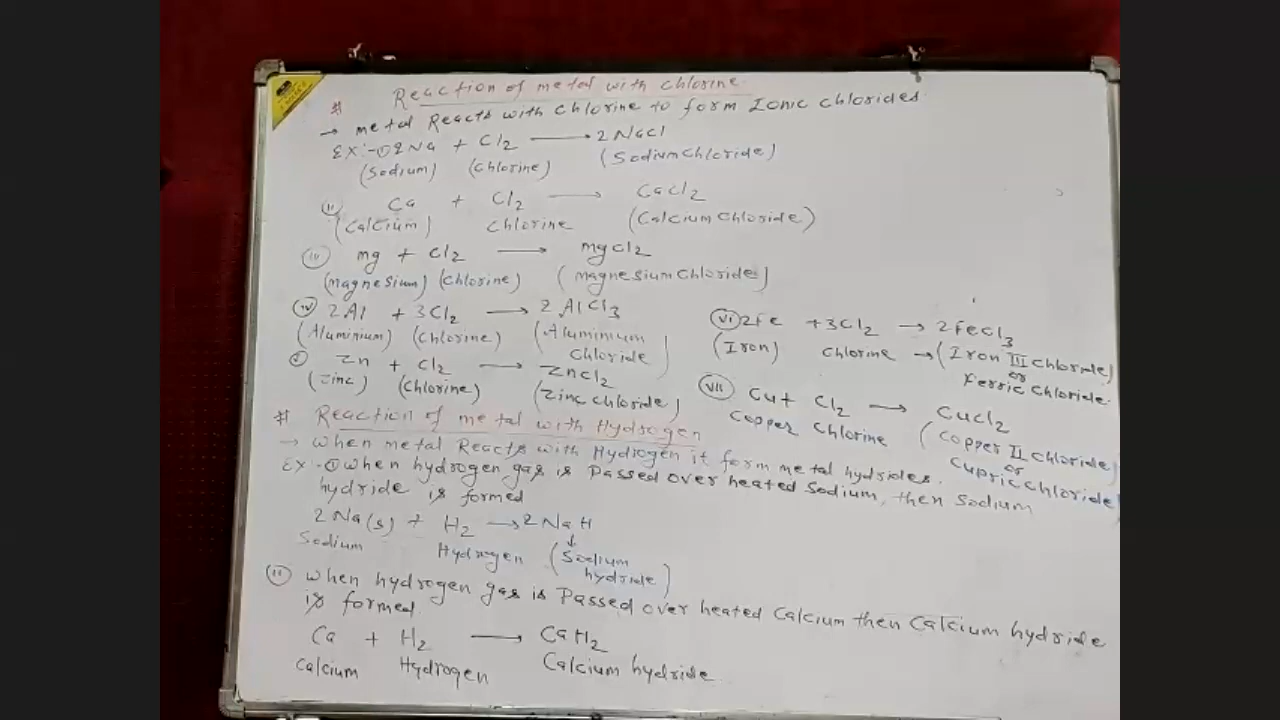 # Reaction of metal with chlorine
→ metal Reacts with chlorine to form Ionic chlorides
Ex:-① 2Na + Cl2 ⟶ 2NaCl
(Sodium) (chlorine) (Sodium chloride)
(ii) Ca + Cl2 ⟶ CaCl2
(Calcium) chlorine (Calcium chloride)
(iii) mg + Cl2 ⟶ mgCl2
(magnesium) (chlorine) (magnesium chloride)
(iv) 2Al + 3Cl2 ⟶ 2AlCl3
(Aluminium) (chlorine) (Aluminium
chloride)
(v) Zn + Cl2 ⟶ ZnCl2
(Zinc) (chlorine) (Zinc chloride)
(vi) 2Fe + 3Cl2 → 2FeCl3
(Iron) chlorine → (Iron III chloride)
or
Ferric chloride.
(vii) Cu + Cl2 ⟶ CuCl2
Copper chlorine (Copper II chloride)
or
Cupric chloride)
# Reaction of metal with Hydrogen
→ when metal Reacts with Hydrogen it form metal hydrides.
Ex:-① when hydrogen gas is Passed over heated Sodium, then Sodium
hydride is formed
2Na(s) + H2 ⟶ 2NaH
↓
Sodium Hydrogen (Sodium
hydride)
(ii) when hydrogen gas is Passed over heated Calcium then Calcium hydride
is formed
Ca + H2 ⟶ CaH2
Calcium Hydrogen Calcium hydride